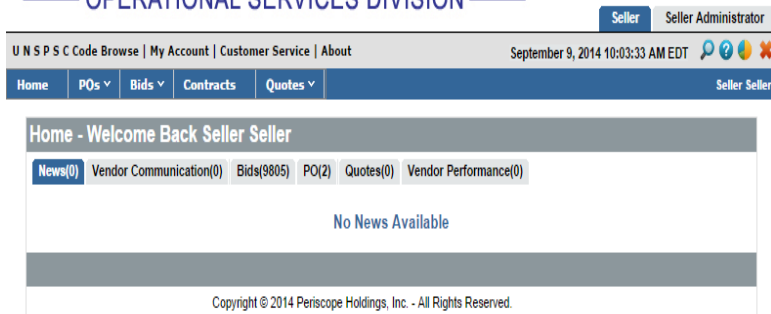 OPERATIONAL SERVICES DIVISION
Seller Seller Administrator
U N S P S C Code Browse | My Account | Customer Service | About September 9, 2014 10:03:33 AM EDT
Home POs Bids Contracts Quotes Seller Seller
Home - Welcome Back Seller Seller
News(0) Vendor Communication(0) Bids(9805) PO(2) Quotes(0) Vendor Performance(0)
No News Available
Copyright © 2014 Periscope Holdings, Inc. - All Rights Reserved.